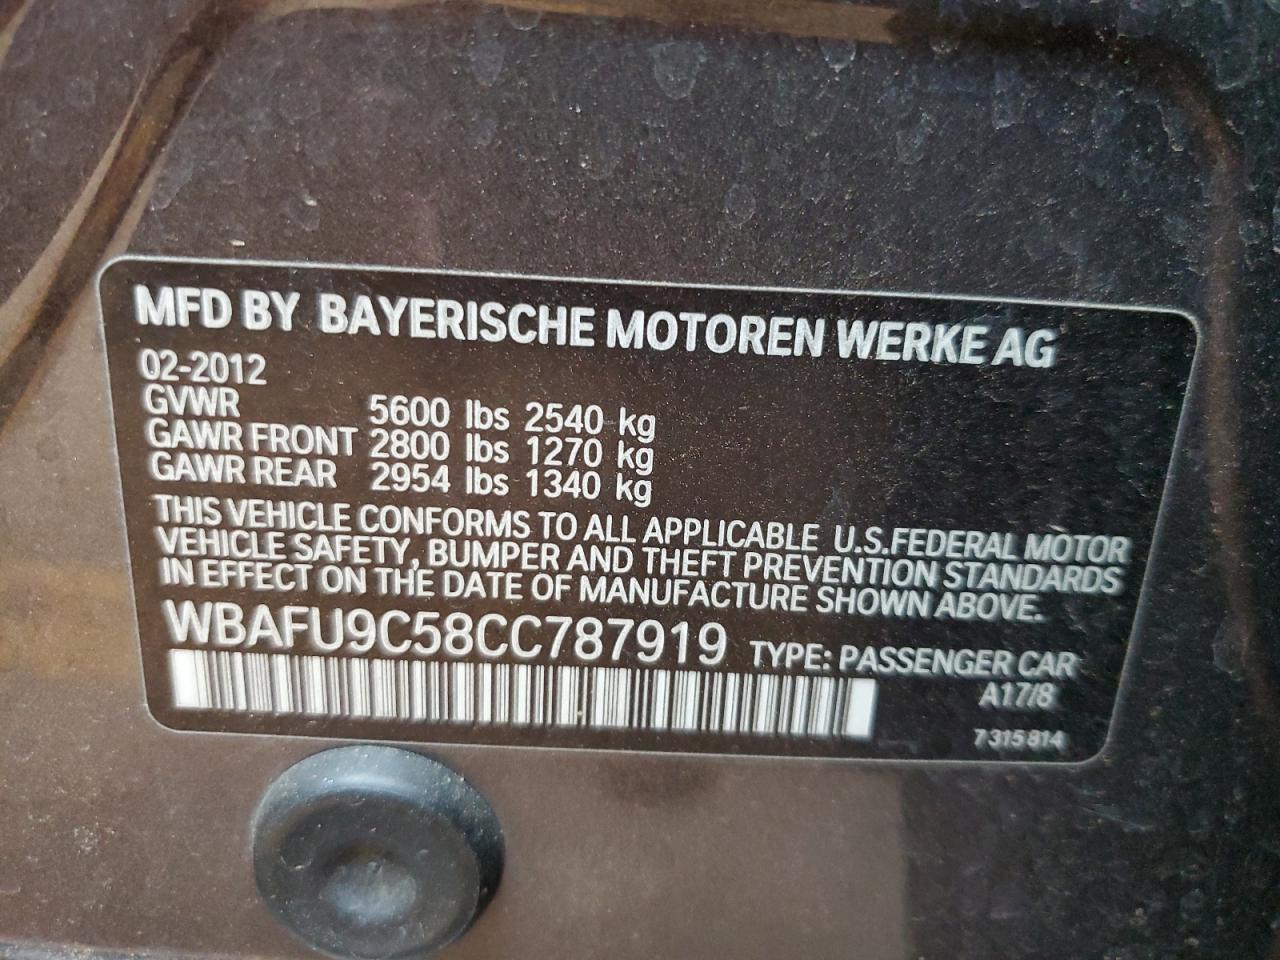 MFD BY BAYERISCHE MOTOREN WERKE AG
02-2012
GVWR 5600 lbs 2540 kg
GAWR FRONT 2800 lbs 1270 kg
GAWR REAR 2954 lbs 1340 kg
THIS VEHICLE CONFORMS TO ALL APPLICABLE U.S.FEDERAL MOTOR
VEHICLE SAFETY, BUMPER AND THEFT PREVENTION STANDARDS
IN EFFECT ON THE DATE OF MANUFACTURE SHOWN ABOVE.
WBAFU9C58CC787919 TYPE: PASSENGER CAR
A17/8
7 315 814